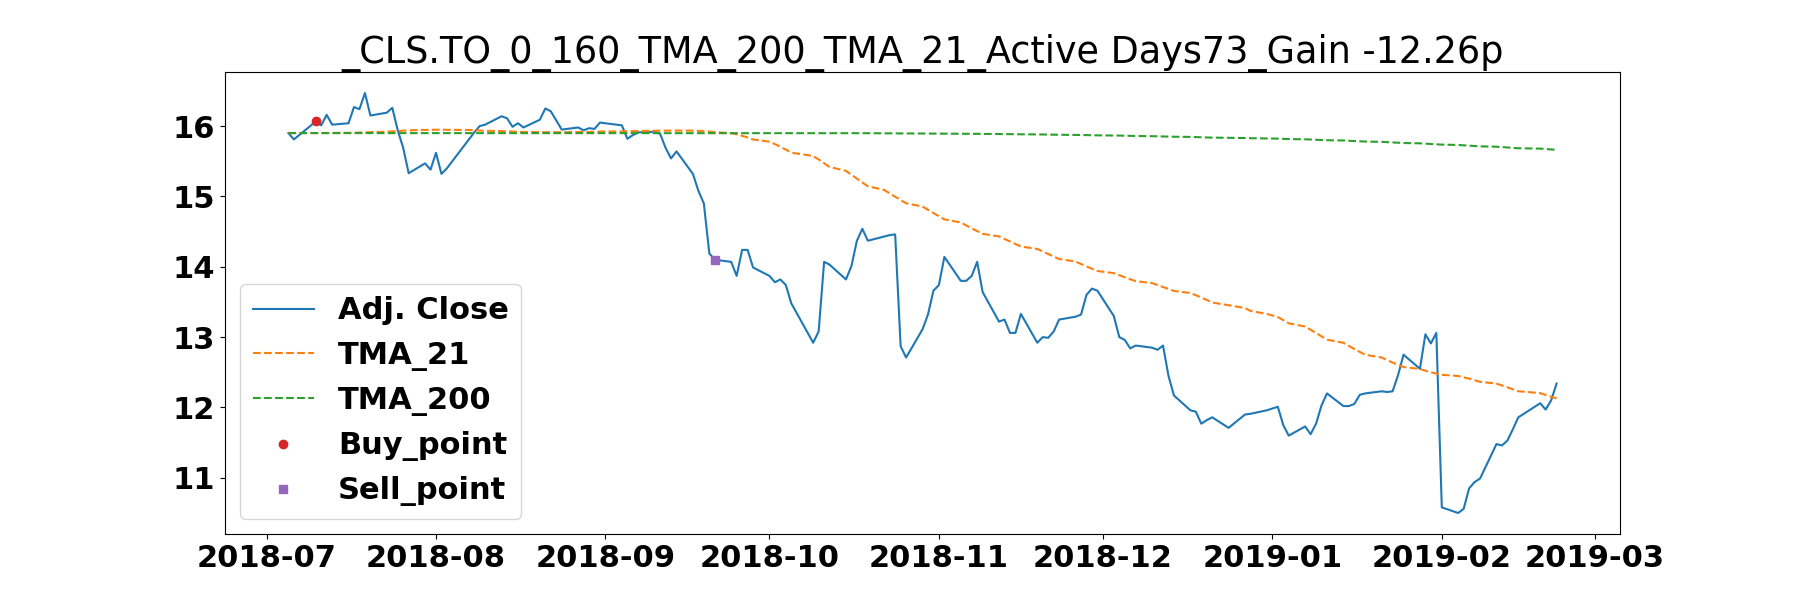 _CLS.TO_0_160_TMA_200_TMA_21_Active Days73_Gain -12.26p
16
15
14
13
12
11
Adj. Close
TMA_21
TMA_200
Buy_point
Sell_point
2018-07 2018-08 2018-09 2018-10 2018-11 2018-12 2019-01 2019-02 2019-03